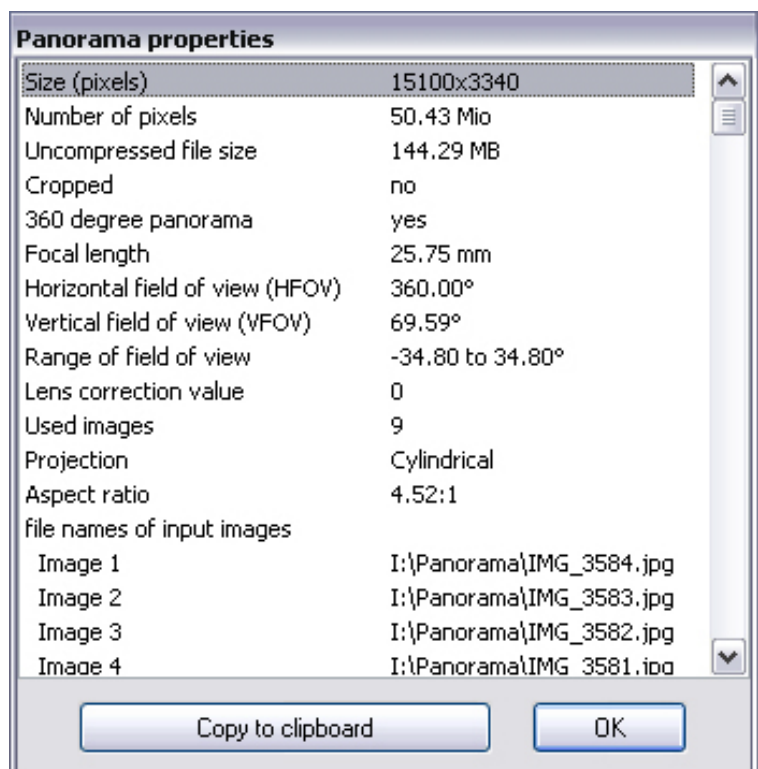 Panorama properties
Size (pixels) 15100x3340
Number of pixels 50.43 Mio
Uncompressed file size 144.29 MB
Cropped no
360 degree panorama yes
Focal length 25.75 mm
Horizontal field of view (HFOV) 360.00°
Vertical field of view (VFOV) 69.59°
Range of field of view -34.80 to 34.80°
Lens correction value 0
Used images 9
Projection Cylindrical
Aspect ratio 4.52:1
file names of input images
Image 1 I:\Panorama\IMG_3584.jpg
Image 2 I:\Panorama\IMG_3583.jpg
Image 3 I:\Panorama\IMG_3582.jpg
Image 4 I:\Panorama\IMG_3581.jpg
Copy to clipboard OK